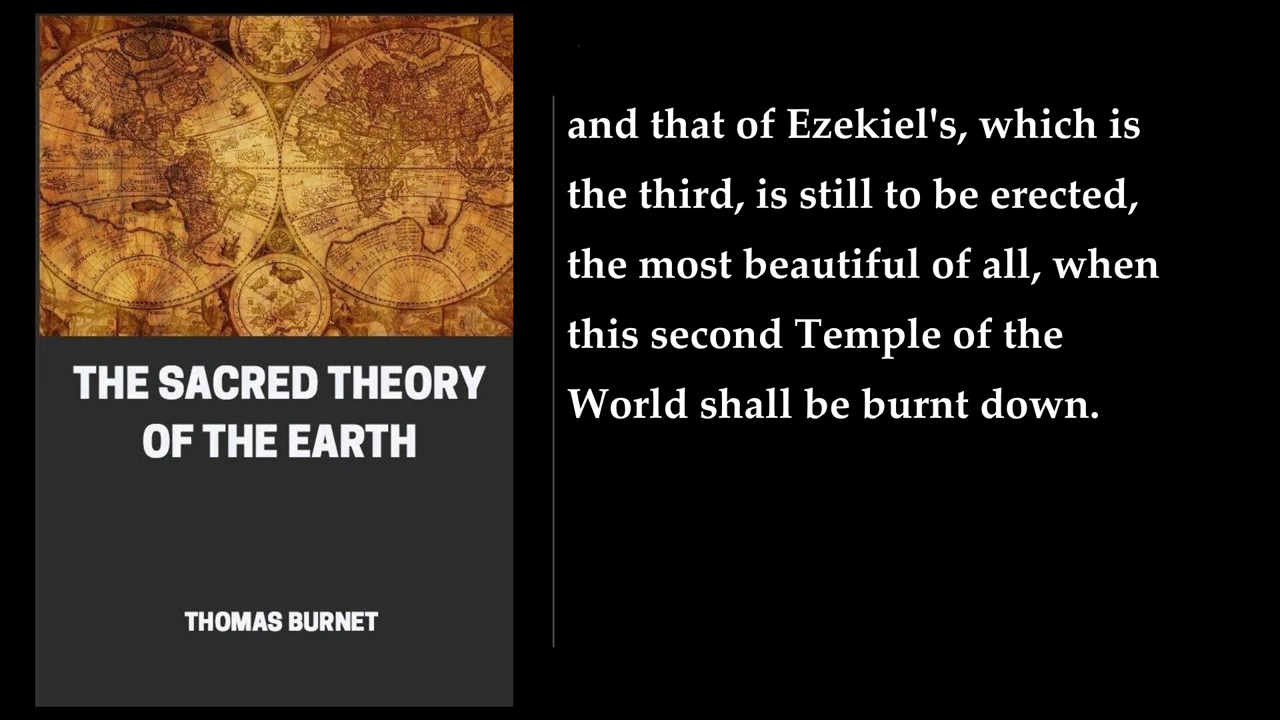 THE SACRED THEORY
OF THE EARTH
THOMAS BURNET
and that of Ezekiel's, which is
the third, is still to be erected,
the most beautiful of all, when
this second Temple of the
World shall be burnt down.